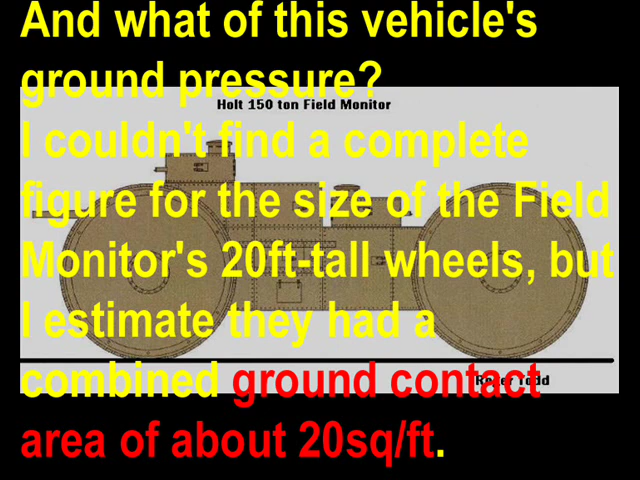 And what of this vehicle's
ground pressure?
Holt 150 ton Field Monitor
I couldn't find a complete
figure for the size of the Field
Monitor's 20ft-tall wheels, but
I estimate they had a
combined ground contact
Roger Todd
area of about 20sq/ft.